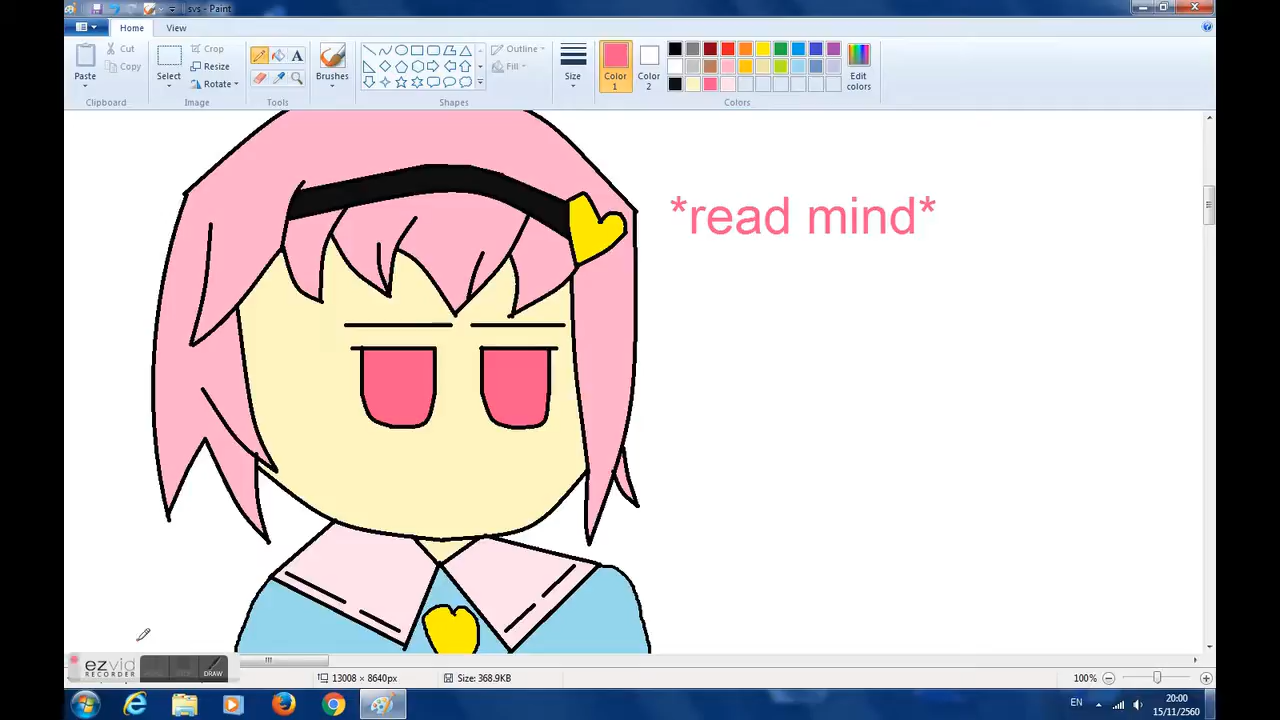 svs - Paint
Home View
Paste
Cut
Copy
Clipboard
Select
Crop
Resize
Rotate
Image
A
Tools
Brushes
Outline
Fill
Shapes
Size
Color 1
Color 2
Edit colors
Colors
*read mind*
ezvid
RECORDER
DRAW
13008 × 8640px
Size: 368.9KB
100%
EN
20:00
15/11/2560